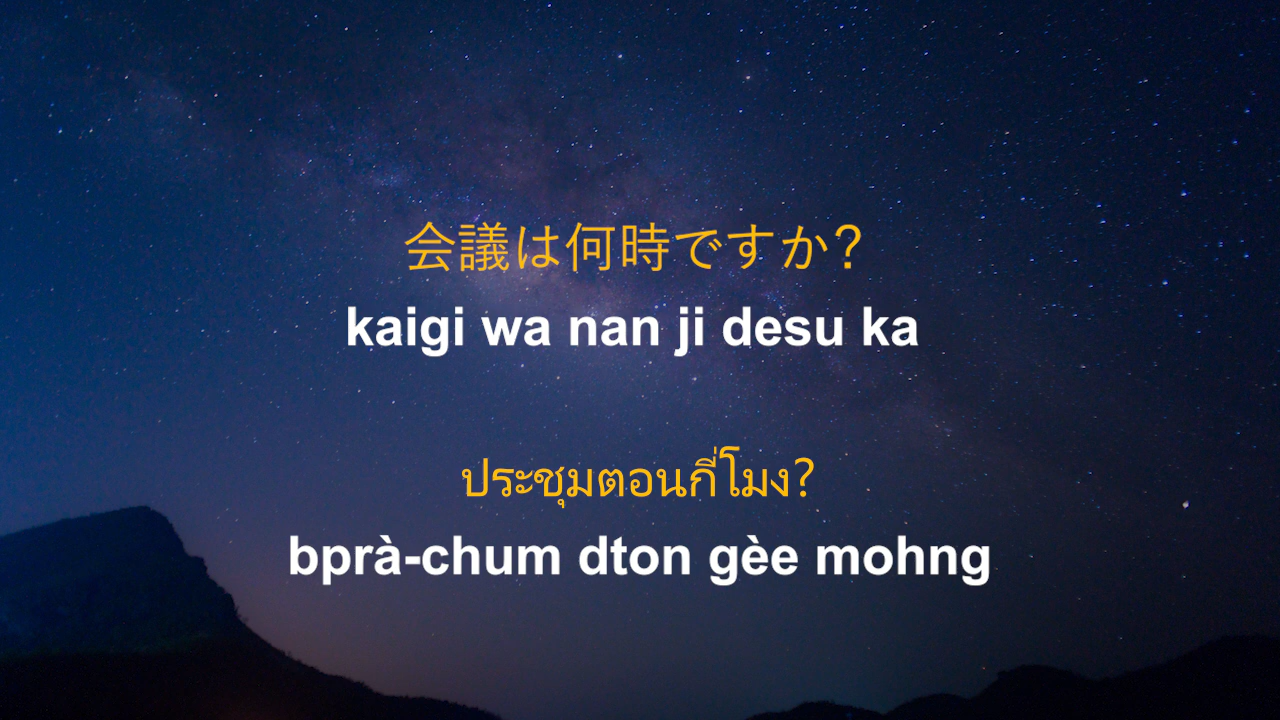 会議は何時ですか?
kaigi wa nan ji desu ka
ประชุมตอนกี่โมง?
bprà-chum dton gèe mohng